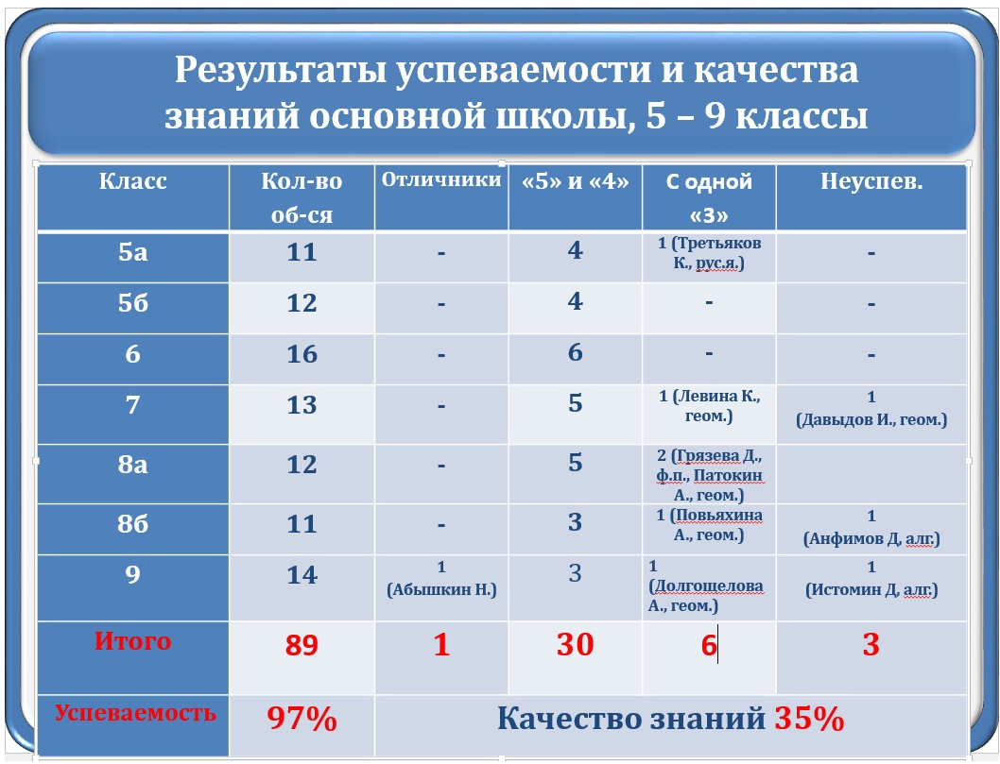 Результаты успеваемости и качества
знаний основной школы, 5 – 9 классы
Класс
Кол-во
об-ся
Отличники
«5» и «4»
С одной
«3»
Неуспев.
5а
11
-
4
1 (Третьяков
К., рус.я.)
-
5б
12
-
4
-
-
6
16
-
6
-
-
7
13
-
5
1 (Левина К.,
геом.)
1
(Давыдов И., геом.)
8а
12
-
5
2 (Грязева Д.,
ф.п., Патокин
А., геом.)
8б
11
-
3
1 (Повьяхина
А., геом.)
1
(Анфимов Д, алг.)
9
14
1
(Абышкин Н.)
3
1
(Долгощелова
А., геом.)
1
(Истомин Д, алг.)
Итого
89
1
30
6
3
Успеваемость
97%
Качество знаний 35%